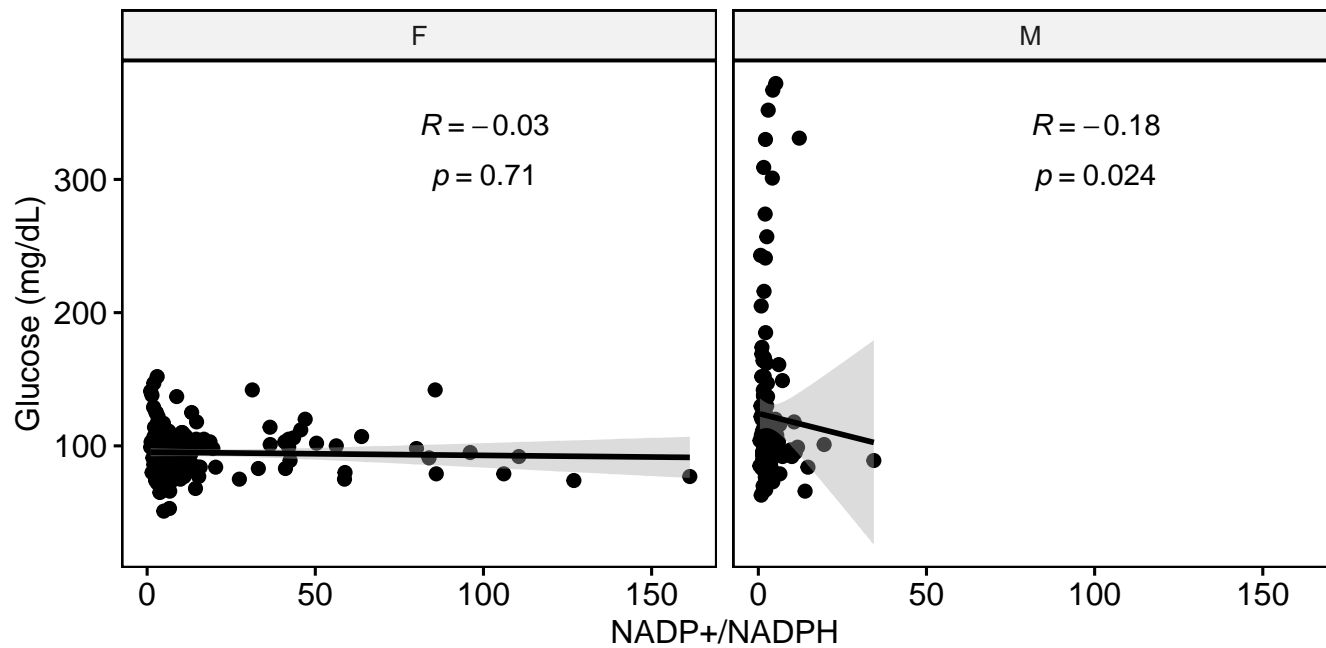 F
M
R = −0.03
p = 0.71
R = −0.18
p = 0.024
Glucose (mg/dL)
300
200
100
0
50
100
150
0
50
100
150
NADP+/NADPH